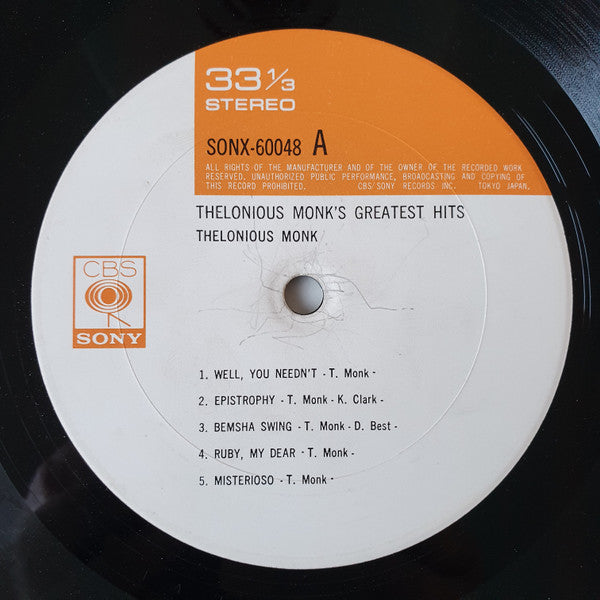 33 1/3
STEREO
SONX-60048 A
ALL RIGHTS OF THE MANUFACTURER AND OF THE OWNER OF THE RECORDED WORK
RESERVED. UNAUTHORIZED PUBLIC PERFORMANCE, BROADCASTING AND COPYING OF
THIS RECORD PROHIBITED. CBS/SONY RECORDS INC. TOKYO JAPAN.
THELONIOUS MONK'S GREATEST HITS
THELONIOUS MONK
CBS
SONY
1. WELL, YOU NEEDN'T - T. Monk -
2. EPISTROPHY - T. Monk - K. Clark -
3. BEMSHA SWING - T. Monk - D. Best -
4. RUBY, MY DEAR - T. Monk -
5. MISTERIOSO - T. Monk -